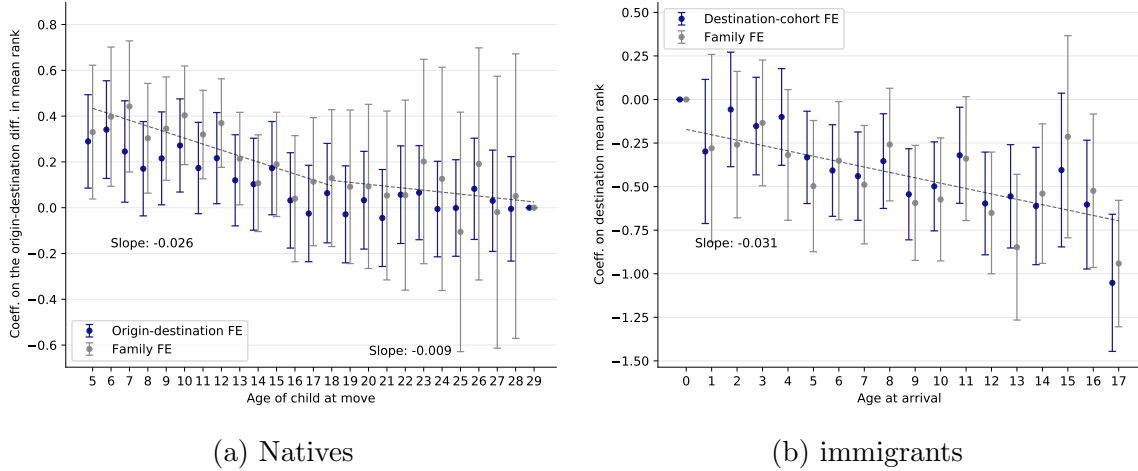 Coeff. on the origin-destination diff. in mean rank
0.8
0.6
0.4
0.2
0.0
−0.2
−0.4
−0.6
Slope: -0.026
Slope: -0.009
Origin-destination FE
Family FE
5 6 7 8 9 10 11 12 13 14 15 16 17 18 19 20 21 22 23 24 25 26 27 28 29
Age of child at move
(a) Natives
Coeff. on destination mean rank
0.50
0.25
0.00
−0.25
−0.50
−0.75
−1.00
−1.25
−1.50
Destination-cohort FE
Family FE
Slope: -0.031
0 1 2 3 4 5 6 7 8 9 10 11 12 13 14 15 16 17
Age at arrival
(b) immigrants